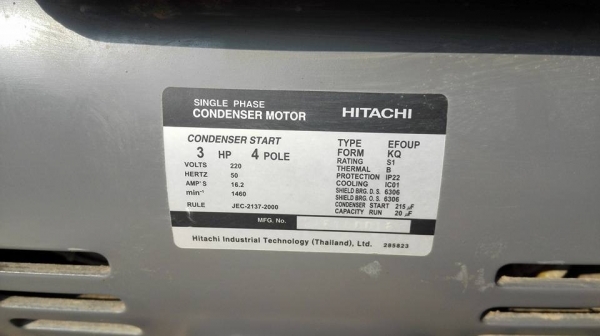 SINGLE PHASE
CONDENSER MOTOR HITACHI
CONDENSER START
3 HP 4 POLE
VOLTS 220
HERTZ 50
AMP'S 16.2
min⁻¹ 1460
RULE JEC-2137-2000
TYPE EFOUP
FORM KQ
RATING S1
THERMAL B
PROTECTION IP22
COOLING IC01
SHIELD BRG. D. S. 6306
SHIELD BRG. O. S. 6306
CONDENSER START 215 µF
CAPACITY RUN 20 µF
MFG. No.
Hitachi Industrial Technology (Thailand), Ltd. 285823